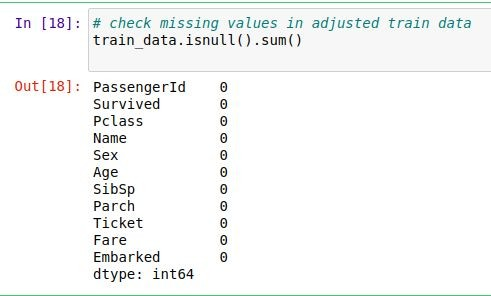 In [18]: # check missing values in adjusted train data
train_data.isnull().sum()
Out[18]: PassengerId    0
Survived       0
Pclass         0
Name           0
Sex            0
Age            0
SibSp          0
Parch          0
Ticket         0
Fare           0
Embarked       0
dtype: int64